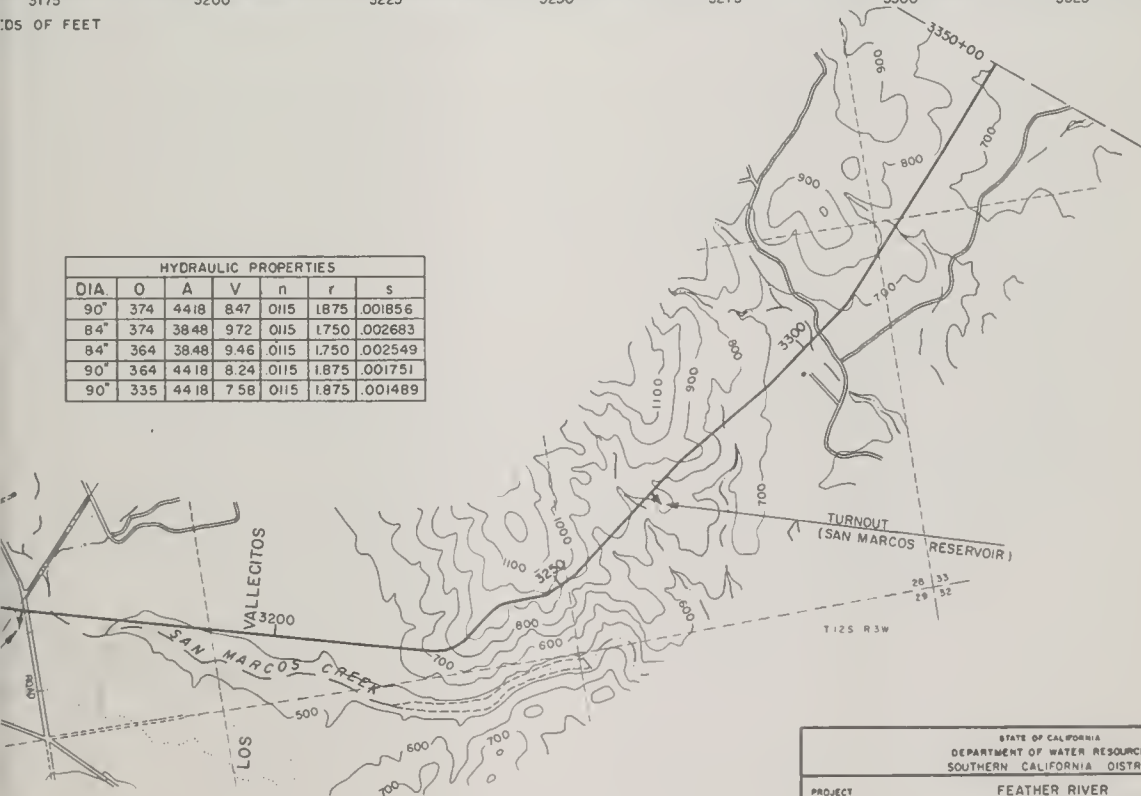 3175 3200 3225 3250 3275 3300 3325
DS OF FEET
3350+00
900
700
800
900
700
HYDRAULIC PROPERTIES
DIA. Q A V n r s
90" 374 44.18 8.47 .0115 1.875 .001856
84" 374 38.48 9.72 .0115 1.750 .002683
84" 364 38.48 9.46 .0115 1.750 .002549
90" 364 44.18 8.24 .0115 1.875 .001751
90" 335 44.18 7.58 .0115 1.875 .001489
3300
800
1100
900
700
TURNOUT
(SAN MARCOS RESERVOIR)
1000
1100
3250
28 33
29 32
T12S R3W
600
800
600
700
VALLECITOS
3200
SAN MARCOS CREEK
ROAD
500
LOS
600
700
700
STATE OF CALIFORNIA
DEPARTMENT OF WATER RESOURC
SOUTHERN CALIFORNIA DISTR
PROJECT FEATHER RIVER